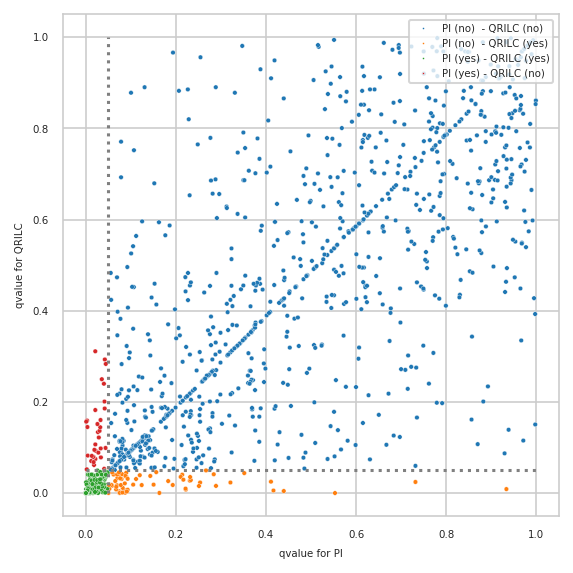 PI (no)  - QRILC (no)
PI (no)  - QRILC (yes)
PI (yes) - QRILC (yes)
PI (yes) - QRILC (no)
1.0
0.8
0.6
0.4
0.2
0.0
qvalue for QRILC
0.0 0.2 0.4 0.6 0.8 1.0
qvalue for PI